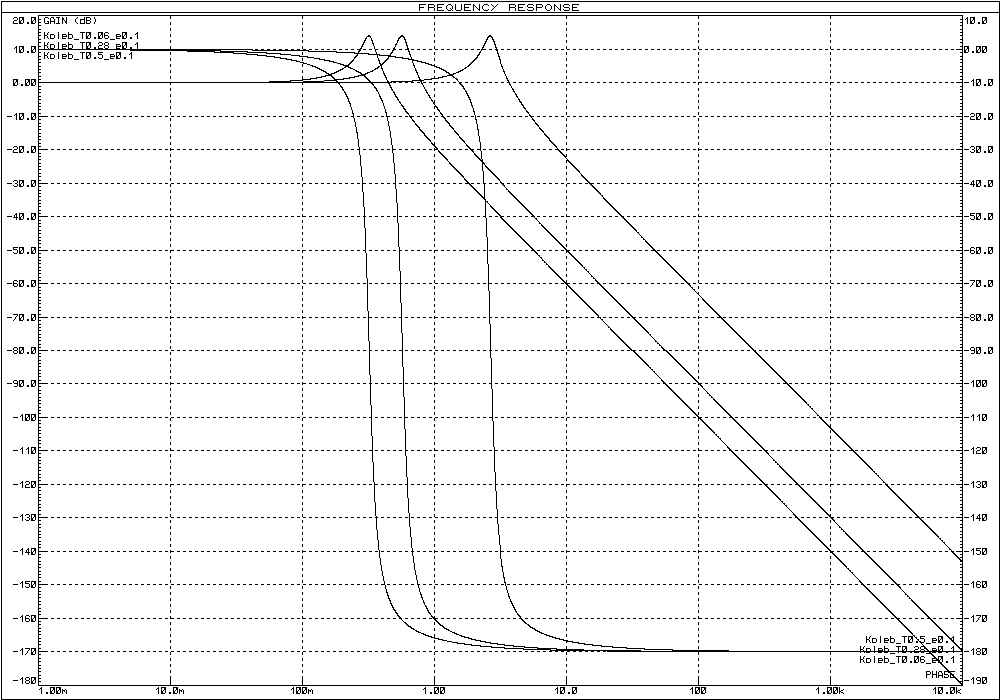 FREQUENCY RESPONSE
20.0 GAIN (dB) 10.0
Koleb_T0.06_e0.1
Koleb_T0.28_e0.1
10.0 0.00
Koleb_T0.5_e0.1
0.00 -10.0
-10.0 -20.0
-20.0 -30.0
-30.0 -40.0
-40.0 -50.0
-50.0 -60.0
-60.0 -70.0
-70.0 -80.0
-80.0 -90.0
-90.0 -100
-100 -110
-110 -120
-120 -130
-130 -140
-140 -150
-150 -160
-160 -170
Koleb_T0.5_e0.1
-170 Koleb_T0.28_e0.1 -180
Koleb_T0.06_e0.1
PHASE
-180 -190
1.00m 10.0m 100m 1.00 10.0 100 1.00k 10.0k